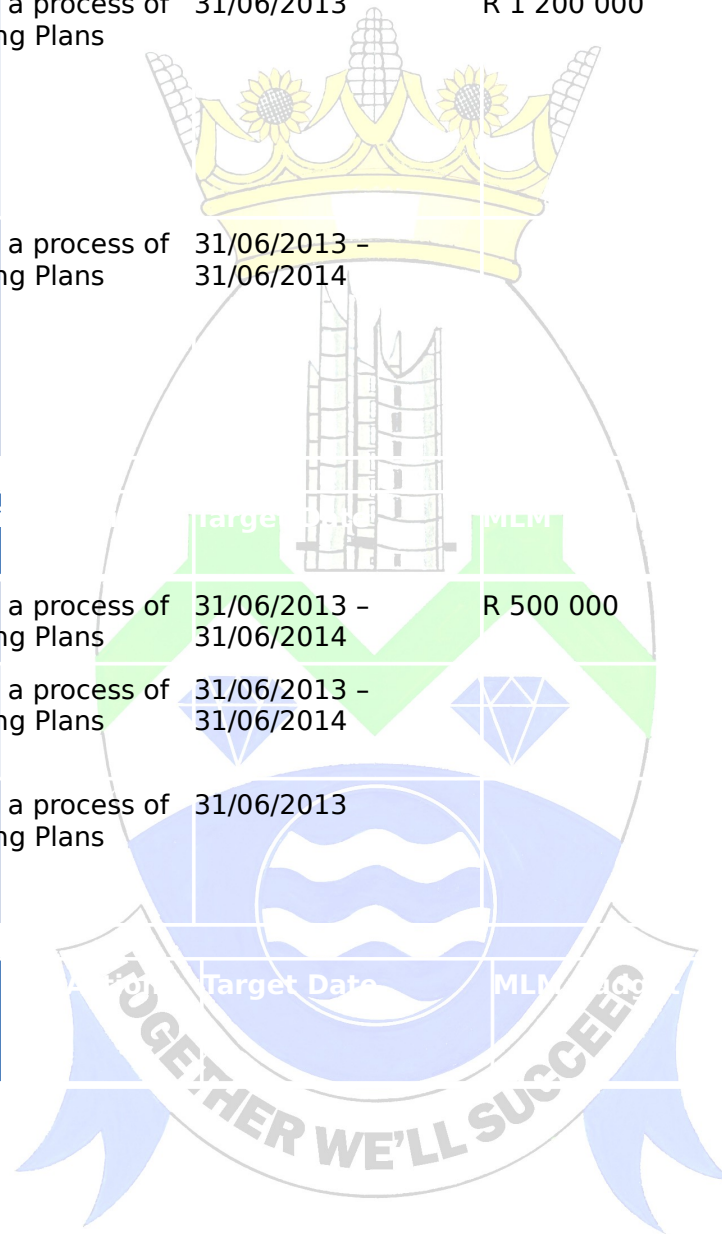 a process of 31/06/2013 R 1 200 000
ng Plans
a process of 31/06/2013 –
ng Plans 31/06/2014
Target Date MLM
a process of 31/06/2013 – R 500 000
ng Plans 31/06/2014
a process of 31/06/2013 –
ng Plans 31/06/2014
a process of 31/06/2013
ng Plans
Action Target Date MLM Budget
TOGETHER WE'LL SUCCEED